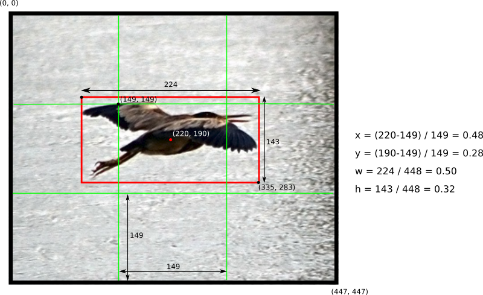 (0, 0)
224
(149, 149)
(220, 190)
143
(335, 283)
149
149
(447, 447)
x = (220-149) / 149 = 0.48
y = (190-149) / 149 = 0.28
w = 224 / 448 = 0.50
h = 143 / 448 = 0.32